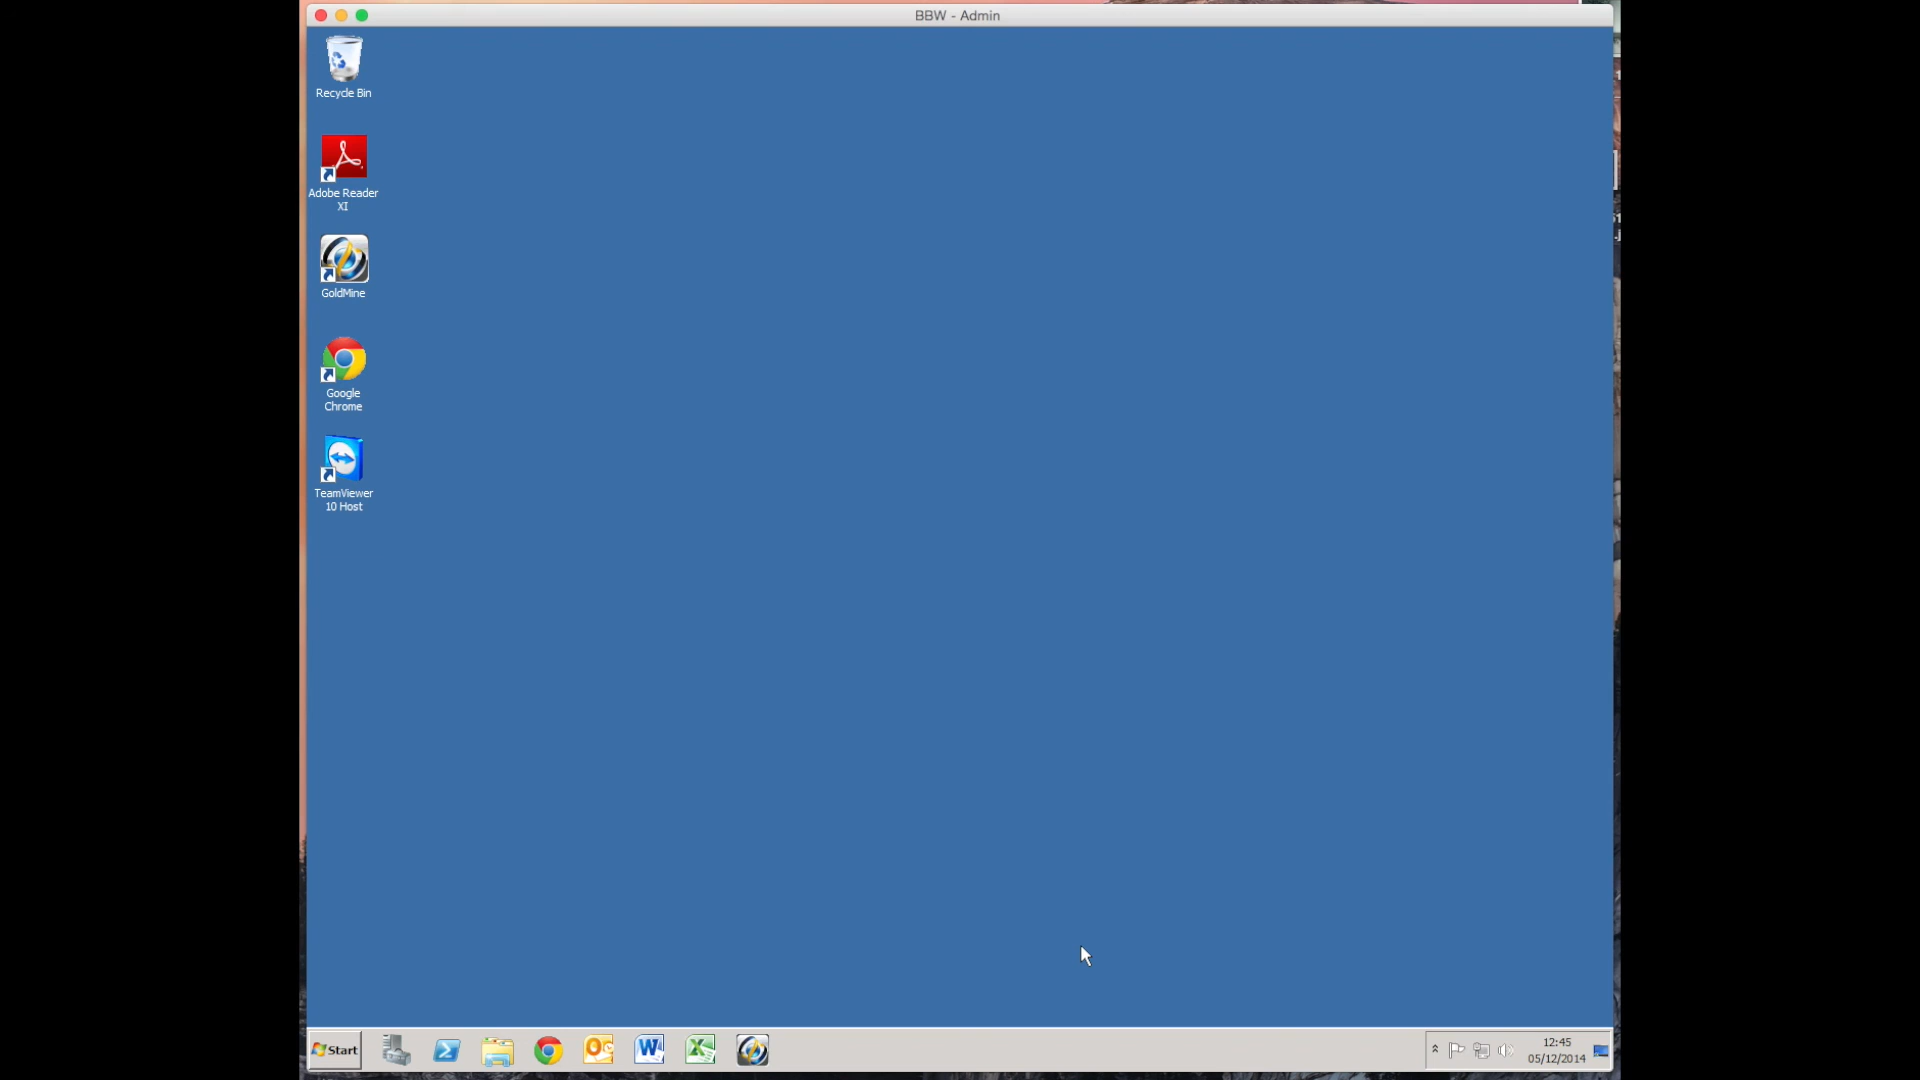 BBW - Admin
Recycle Bin
Adobe Reader
XI
GoldMine
Google
Chrome
TeamViewer
10 Host
Start
12:45
05/12/2014